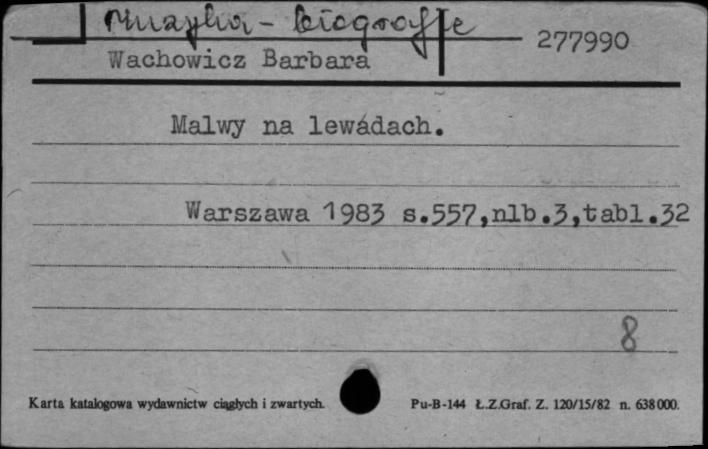 Muzyka - biografie
277990
Wachowicz Barbara
Malwy na lewadach.
Warszawa 1983 s.557,nlb.3,tabl.32
8
Karta katalogowa wydawnictw ciągłych i zwartych.
Pu-B-144 Ł.Z.Graf. Z. 120/15/82 n. 638000.